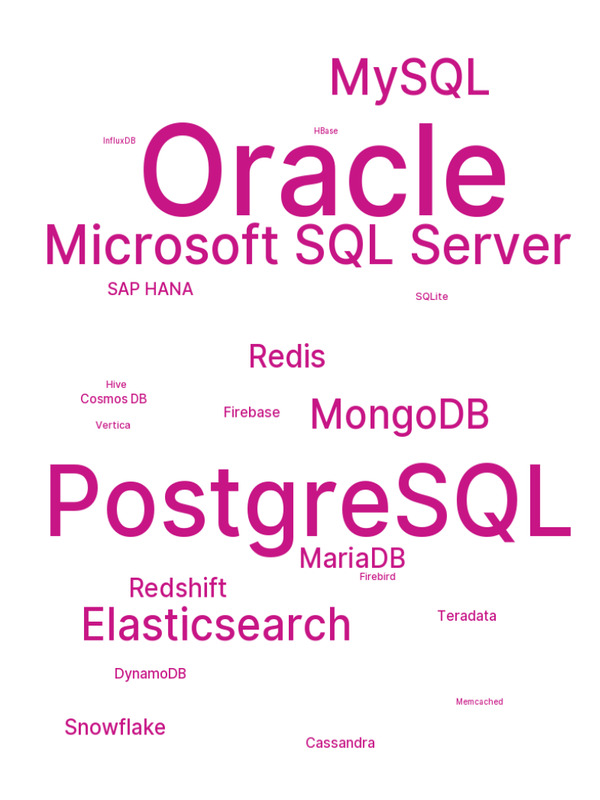 MySQL
HBase
InfluxDB
Oracle
Microsoft SQL Server
SAP HANA
SQLite
Redis
Hive
Cosmos DB
Firebase
MongoDB
Vertica
PostgreSQL
MariaDB
Firebird
Redshift
Elasticsearch
Teradata
DynamoDB
Memcached
Snowflake
Cassandra